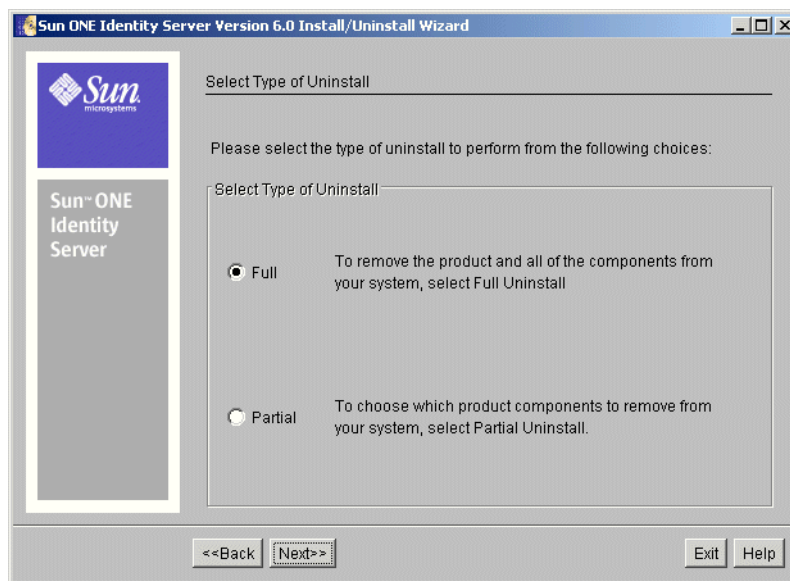 Sun ONE Identity Server Version 6.0 Install/Uninstall Wizard
Sun
microsystems
Sun™ ONE
Identity
Server
Select Type of Uninstall
Please select the type of uninstall to perform from the following choices:
Select Type of Uninstall
Full
To remove the product and all of the components from
your system, select Full Uninstall
Partial
To choose which product components to remove from
your system, select Partial Uninstall.
<<Back
Next>>
Exit
Help